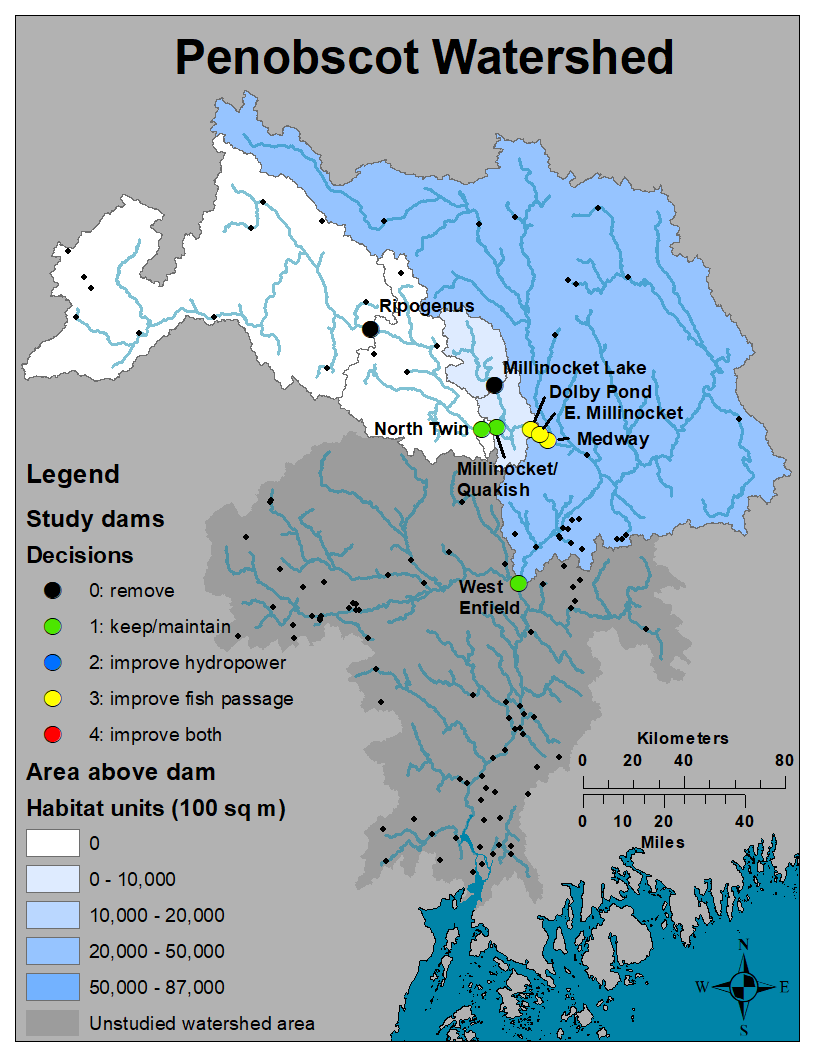 Penobscot Watershed
Ripogenus
Millinocket Lake
Dolby Pond
E. Millinocket
North Twin
Medway
Millinocket/
Quakish
West
Enfield
Legend
Study dams
Decisions
0: remove
1: keep/maintain
2: improve hydropower
3: improve fish passage
4: improve both
Area above dam
Habitat units (100 sq m)
0
0 - 10,000
10,000 - 20,000
20,000 - 50,000
50,000 - 87,000
Unstudied watershed area
Kilometers
0 20 40 80
0 10 20 40
Miles
N
W E
S